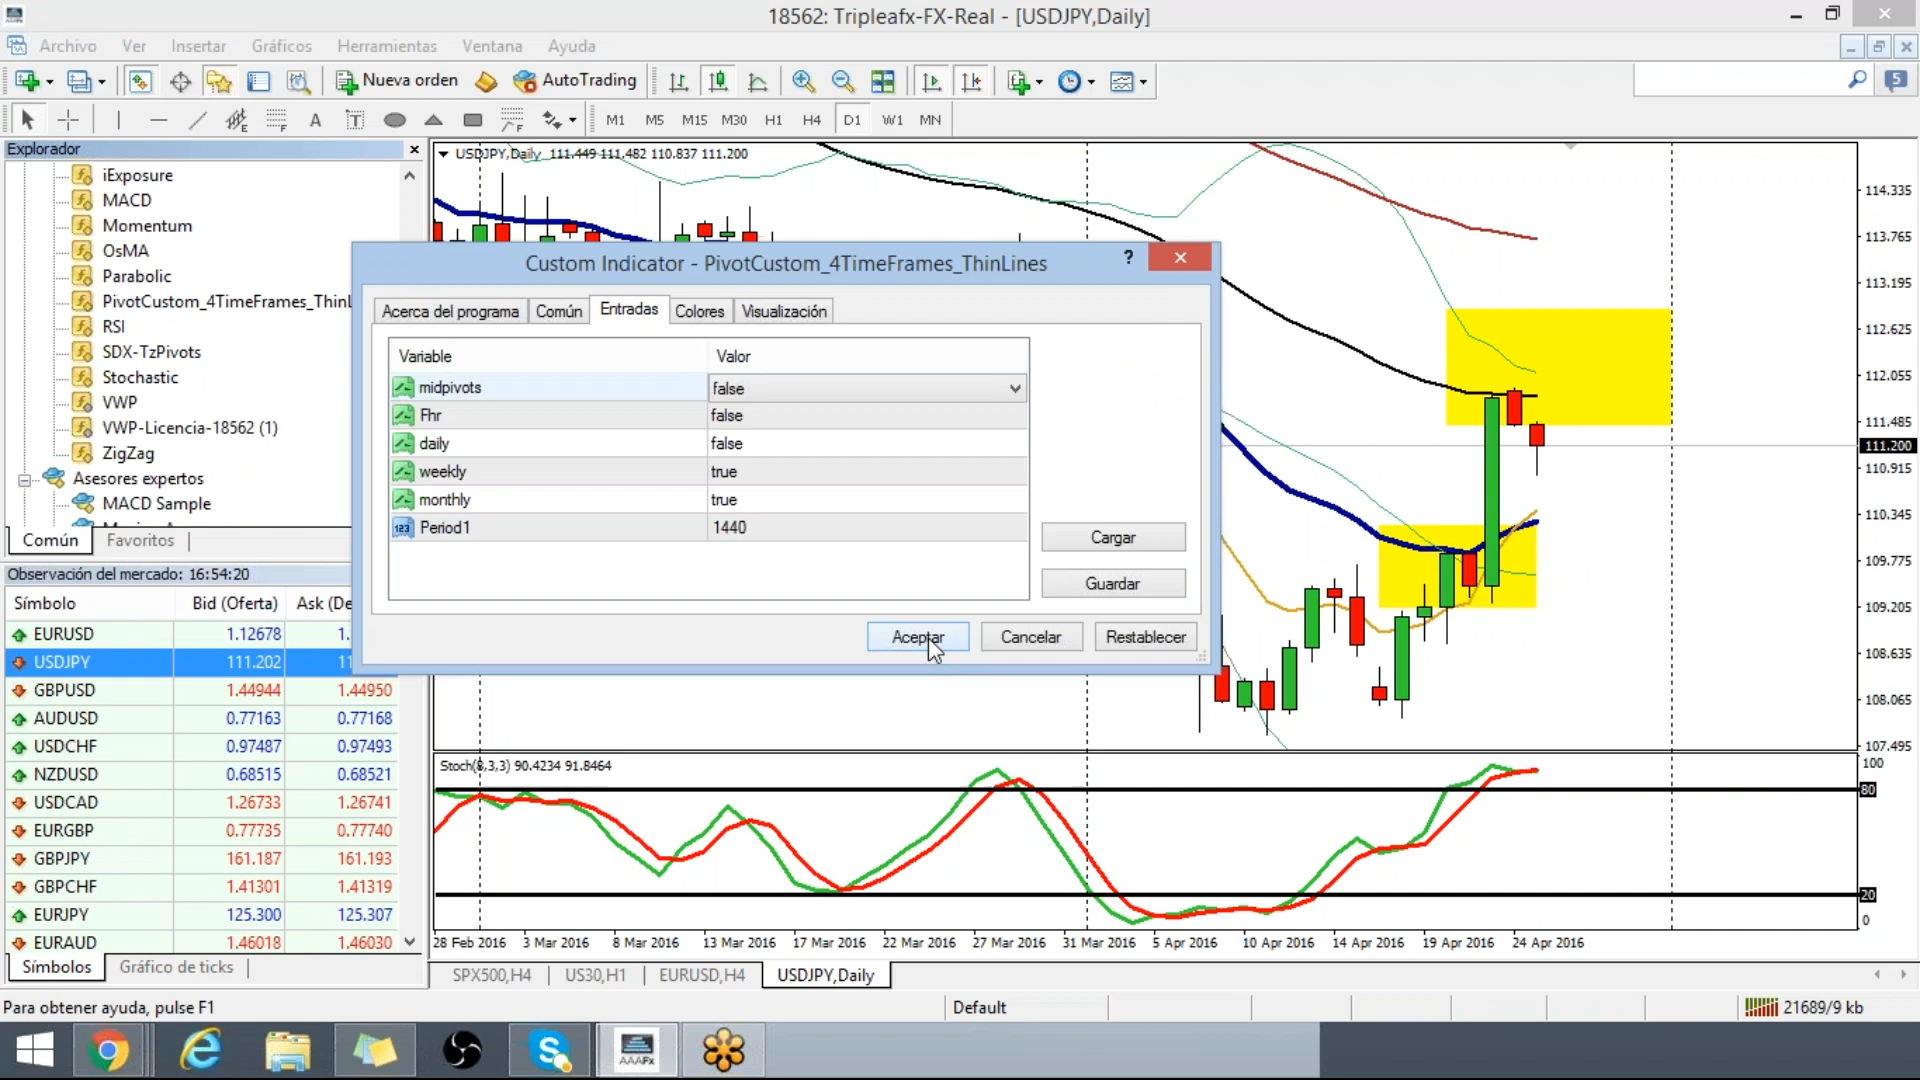 18562: Tripleafx-FX-Real - [USDJPY,Daily]
Archivo Ver Insertar Gráficos Herramientas Ventana Ayuda
Nueva orden AutoTrading 5
A T M1 M5 M15 M30 H1 H4 D1 W1 MN
Explorador
iExposure
MACD
Momentum
OsMA
Parabolic
PivotCustom_4TimeFrames_ThinL
RSI
SDX-TzPivots
Stochastic
VWP
VWP-Licencia-18562 (1)
ZigZag
Asesores expertos
MACD Sample
Común Favoritos
Observación del mercado: 16:54:20
Símbolo Bid (Oferta) Ask (De
EURUSD 1.12678 1.
USDJPY 111.202 11
GBPUSD 1.44944 1.44950
AUDUSD 0.77163 0.77168
USDCHF 0.97487 0.97493
NZDUSD 0.68515 0.68521
USDCAD 1.26733 1.26741
EURGBP 0.77735 0.77740
GBPJPY 161.187 161.193
GBPCHF 1.41301 1.41319
EURJPY 125.300 125.307
EURAUD 1.46018 1.46030
Símbolos Gráfico de ticks
USDJPY,Daily 111.449 111.482 110.837 111.200
114.335
113.765
113.195
112.625
112.055
111.485
111.200
110.915
110.345
109.775
109.205
108.635
108.065
107.495
Custom Indicator - PivotCustom_4TimeFrames_ThinLines
?
Acerca del programa Común Entradas Colores Visualización
Variable Valor
midpivots false
Fhr false
daily false
weekly true
monthly true
123 Period1 1440
Cargar
Guardar
Aceptar Cancelar Restablecer
Stoch(8,3,3) 90.4234 91.8464
100
80
20
0
28 Feb 2016 3 Mar 2016 8 Mar 2016 13 Mar 2016 17 Mar 2016 22 Mar 2016 27 Mar 2016 31 Mar 2016 5 Apr 2016 10 Apr 2016 14 Apr 2016 19 Apr 2016 24 Apr 2016
SPX500,H4 US30,H1 EURUSD,H4 USDJPY,Daily
Para obtener ayuda, pulse F1 Default 21689/9 kb
AAAFx